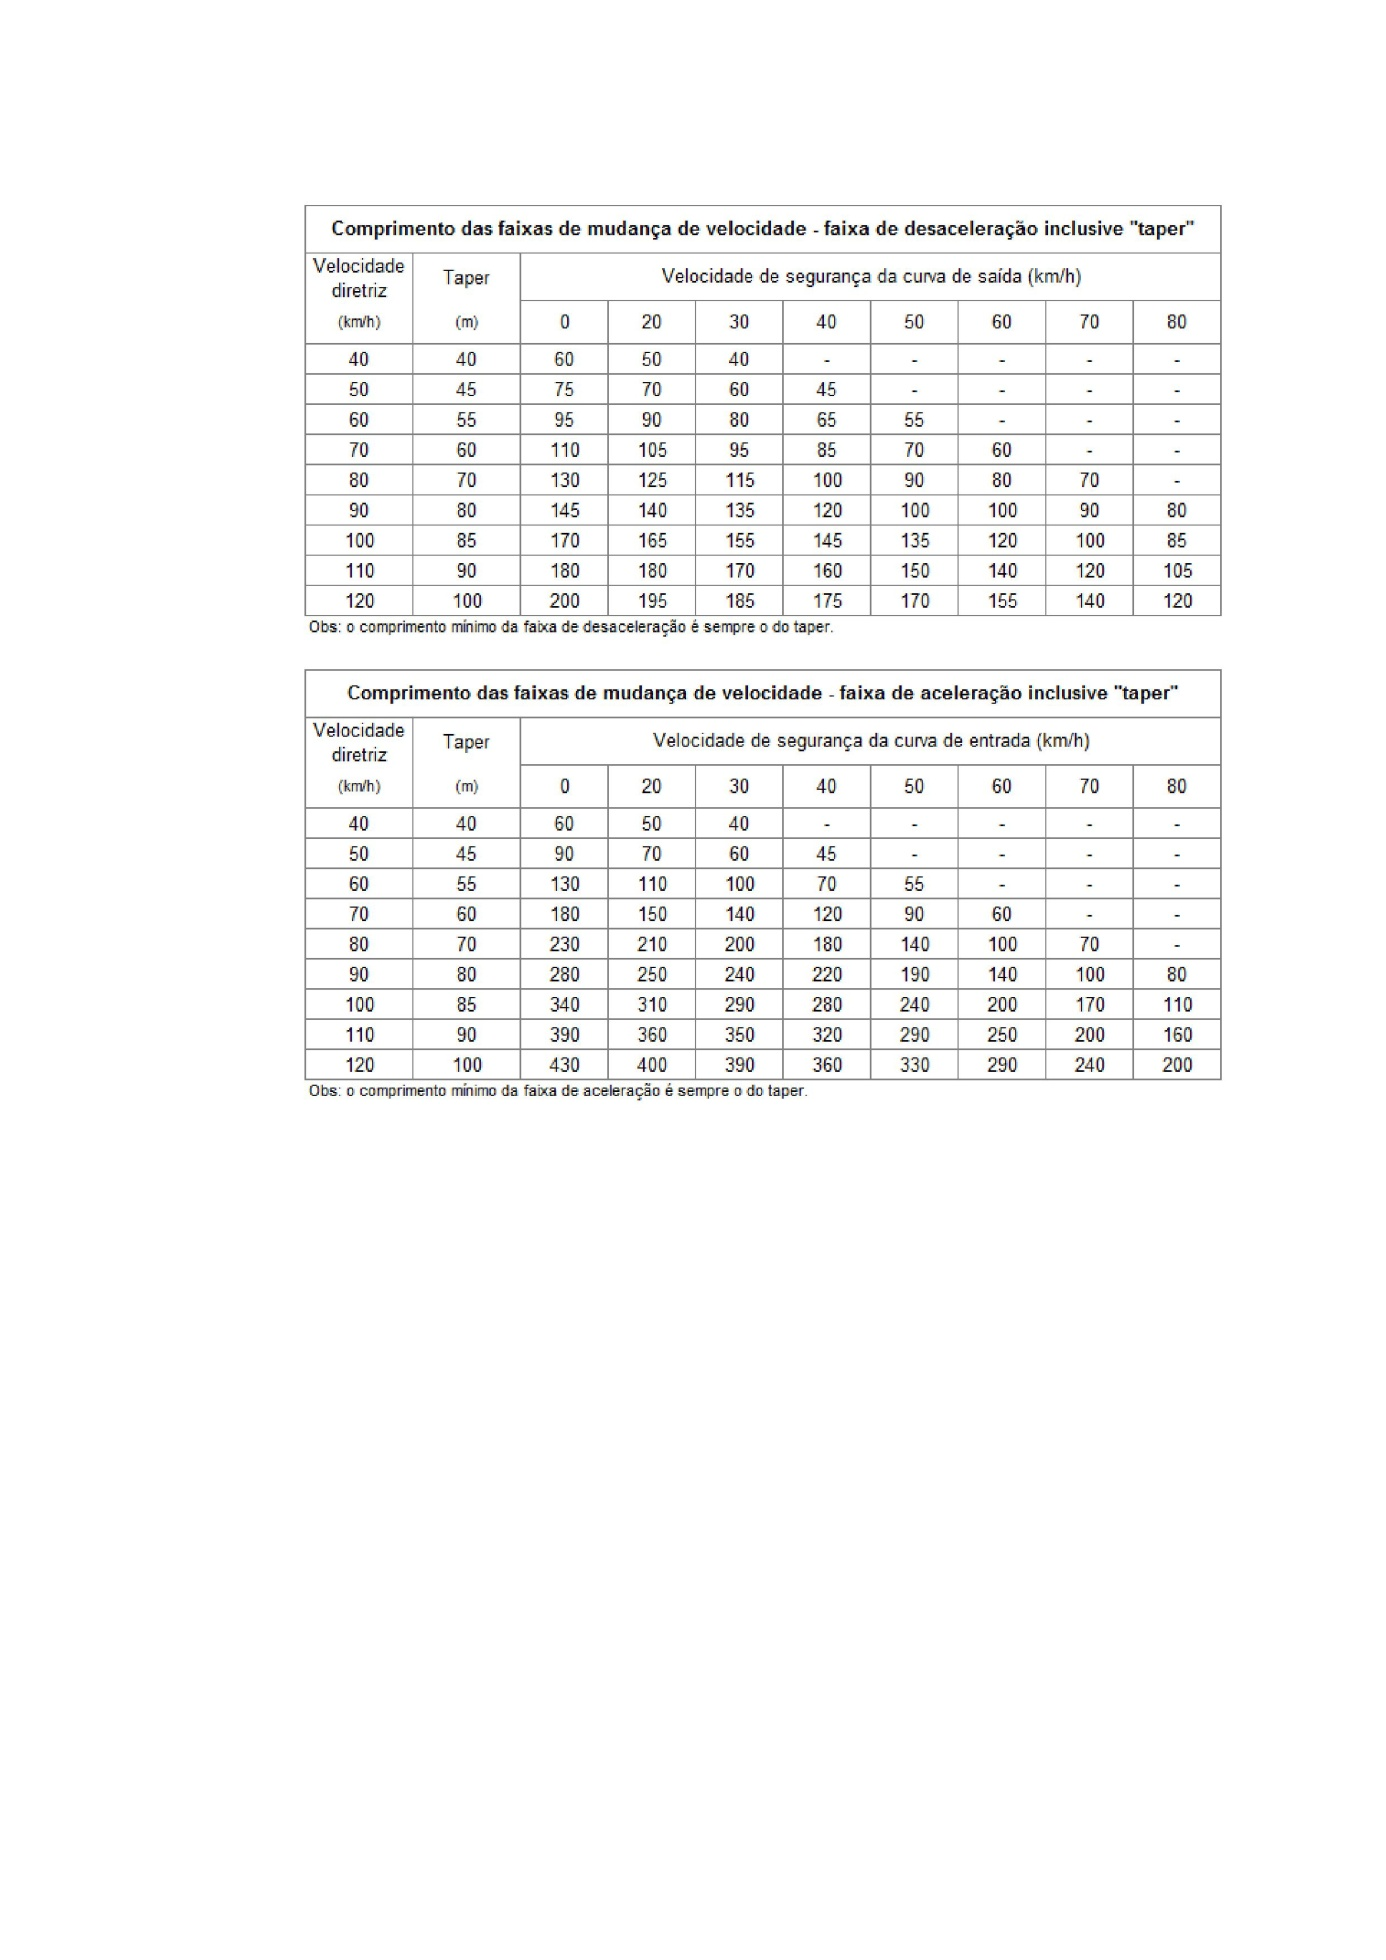 Comprimento das faixas de mudança de velocidade - faixa de desaceleração inclusive "taper"
Velocidade diretriz (km/h) Taper (m) Velocidade de segurança da curva de saída (km/h)
0 20 30 40 50 60 70 80
40 40 60 50 40 - - - - -
50 45 75 70 60 45 - - - -
60 55 95 90 80 65 55 - - -
70 60 110 105 95 85 70 60 - -
80 70 130 125 115 100 90 80 70 -
90 80 145 140 135 120 100 100 90 80
100 85 170 165 155 145 135 120 100 85
110 90 180 180 170 160 150 140 120 105
120 100 200 195 185 175 170 155 140 120
Obs: o comprimento mínimo da faixa de desaceleração é sempre o do taper.
Comprimento das faixas de mudança de velocidade - faixa de aceleração inclusive "taper"
Velocidade diretriz (km/h) Taper (m) Velocidade de segurança da curva de entrada (km/h)
0 20 30 40 50 60 70 80
40 40 60 50 40 - - - - -
50 45 90 70 60 45 - - - -
60 55 130 110 100 70 55 - - -
70 60 180 150 140 120 90 60 - -
80 70 230 210 200 180 140 100 70 -
90 80 280 250 240 220 190 140 100 80
100 85 340 310 290 280 240 200 170 110
110 90 390 360 350 320 290 250 200 160
120 100 430 400 390 360 330 290 240 200
Obs: o comprimento mínimo da faixa de aceleração é sempre o do taper.